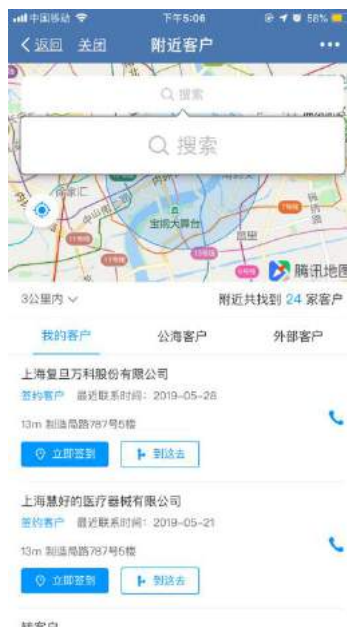 中国移动
下午5:06
58%
返回 关闭 附近客户
搜索
搜索
宝钢大舞台
腾讯地图
3公里内
附近共找到 24 家客户
我的客户 公海客户 外部客户
上海复旦万科股份有限公司
签约客户 最近联系时间：2019-05-28
13m 制造局路787号5楼
立即签到 到这去
上海慧好的医疗器械有限公司
签约客户 最近联系时间：2019-05-21
13m 制造局路787号5楼
立即签到 到这去